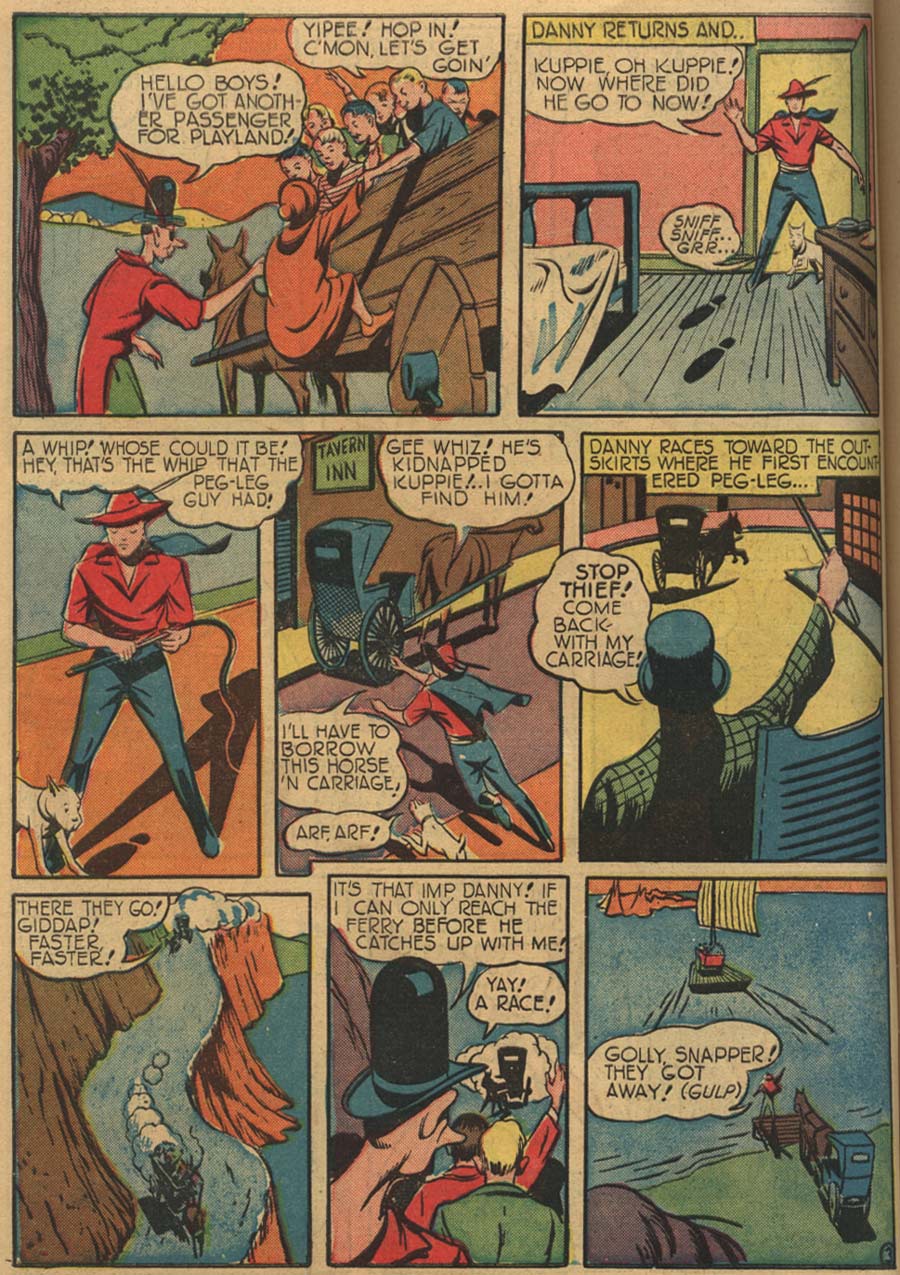 HELLO BOYS!
I'VE GOT ANOTH-
ER PASSENGER
FOR PLAYLAND!
YIPEE! HOP IN!
C'MON, LET'S GET
GOIN'
DANNY RETURNS AND..
KUPPIE, OH KUPPIE!
NOW WHERE DID
HE GO TO NOW!
SNIFF
SNIFF..
GRR...
A WHIP! WHOSE COULD IT BE!
HEY, THAT'S THE WHIP THAT THE
PEG-LEG
GUY HAD!
TAVERN
INN
GEE WHIZ! HE'S
KIDNAPPED
KUPPIE!..I GOTTA
FIND HIM!
I'LL HAVE TO
BORROW
THIS HORSE
'N CARRIAGE,
ARF, ARF!
DANNY RACES TOWARD THE OUT-
SKIRTS WHERE HE FIRST ENCOUNT-
ERED PEG-LEG...
STOP
THIEF!
COME
BACK
WITH MY
CARRIAGE!
THERE THEY GO!
GIDDAP!
FASTER,
FASTER!
IT'S THAT IMP DANNY! IF
I CAN ONLY REACH THE
FERRY BEFORE HE
CATCHES UP WITH ME!
YAY!
A RACE!
GOLLY, SNAPPER!
THEY GOT
AWAY! (GULP)